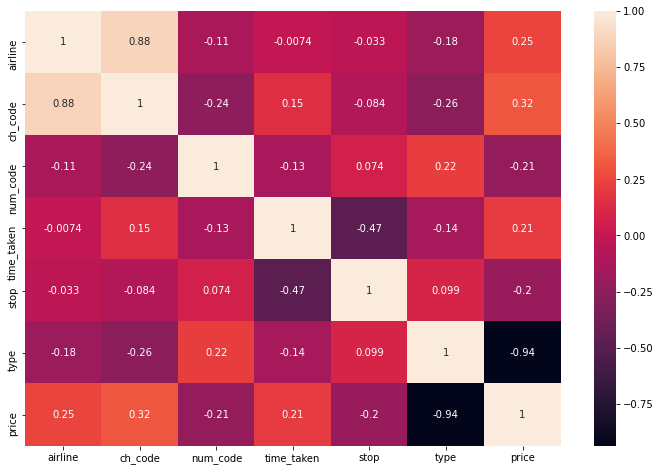 airline 1 0.88 -0.11 -0.0074 -0.033 -0.18 0.25
ch_code 0.88 1 -0.24 0.15 -0.084 -0.26 0.32
num_code -0.11 -0.24 1 -0.13 0.074 0.22 -0.21
time_taken -0.0074 0.15 -0.13 1 -0.47 -0.14 0.21
stop -0.033 -0.084 0.074 -0.47 1 0.099 -0.2
type -0.18 -0.26 0.22 -0.14 0.099 1 -0.94
price 0.25 0.32 -0.21 0.21 -0.2 -0.94 1
airline ch_code num_code time_taken stop type price
1.00
0.75
0.50
0.25
0.00
−0.25
−0.50
−0.75